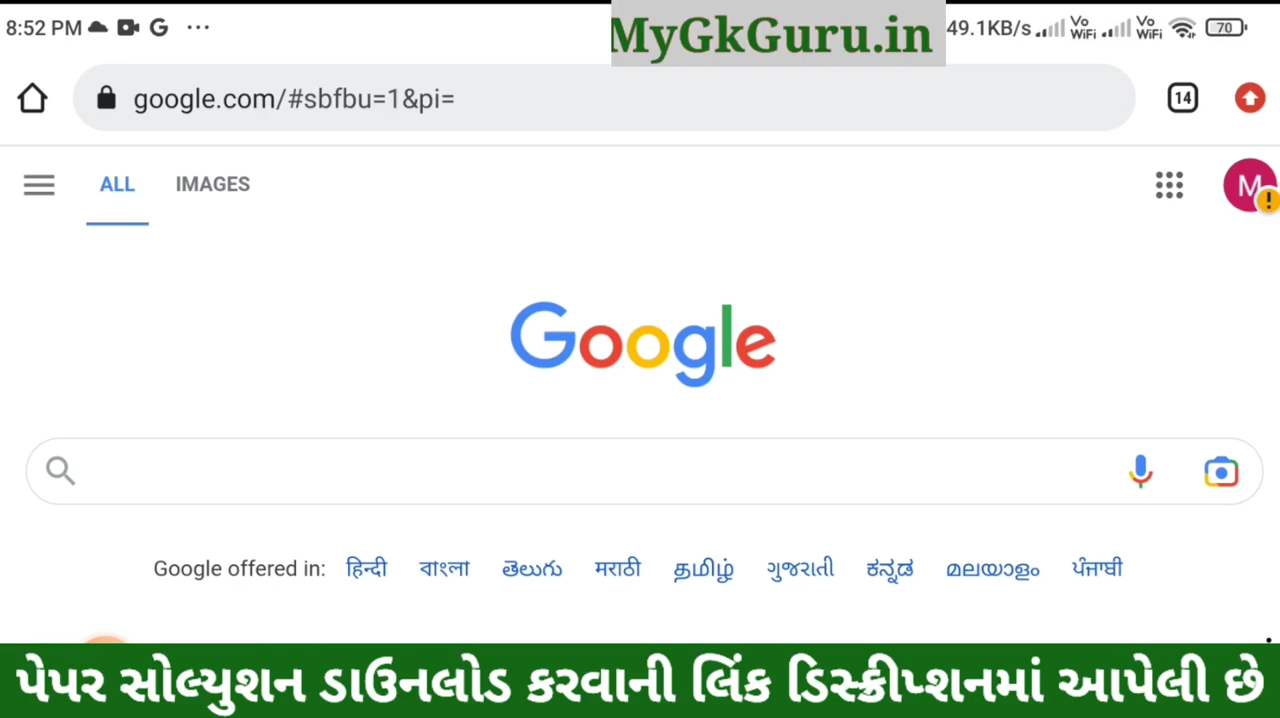 8:52 PM G ...
MyGkGuru.in
49.1KB/s Vo WiFi Vo WiFi 70
google.com/#sbfbu=1&pi=
14
ALL IMAGES
M
Google
Google offered in: हिन्दी বাংলা తెలుగు मराठी தமிழ் ગુજરાતી ಕನ್ನಡ മലയാളം ਪੰਜਾਬੀ
પેપર સોલ્યુશન ડાઉનલોડ કરવાની લિંક ડિસ્ક્રીપ્શનમાં આપેલી છે